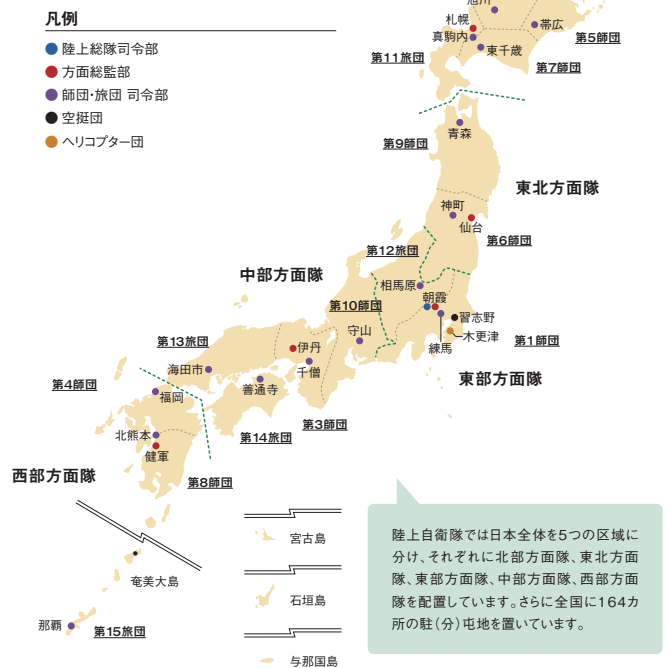 凡例
陸上総隊司令部
方面総監部
師団・旅団 司令部
空挺団
ヘリコプター団
旭川
札幌
帯広
真駒内
東千歳
第5師団
第11旅団
第7師団
青森
第9師団
東北方面隊
神町
仙台
第6師団
第12旅団
中部方面隊
相馬原
朝霞
第10師団
習志野
木更津
第1師団
練馬
守山
第13旅団
伊丹
東部方面隊
海田市
千僧
第4師団
善通寺
福岡
第3師団
第14旅団
北熊本
健軍
西部方面隊
第8師団
宮古島
奄美大島
石垣島
那覇
第15旅団
与那国島
陸上自衛隊では日本全体を5つの区域に
分け、それぞれに北部方面隊、東北方面
隊、東部方面隊、中部方面隊、西部方面
隊を配置しています。さらに全国に164カ
所の駐(分)屯地を置いています。